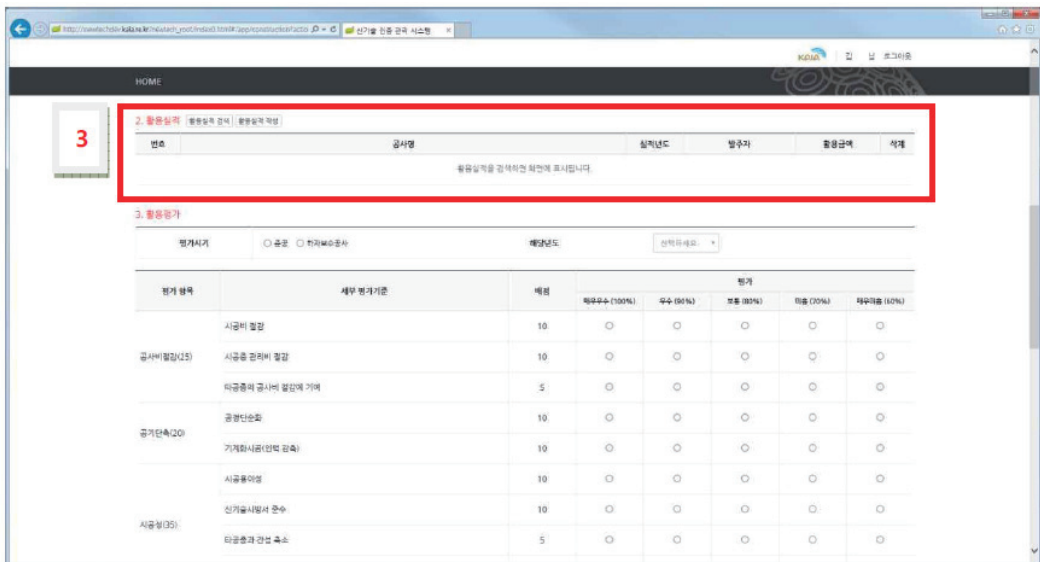 신기술 인증 관리 시스템
KAIA 김 님 로그아웃
HOME
3
2. 활용실적 활용실적 검색 활용실적 작성
번호 공사명 실적년도 발주자 활용금액 삭제
활용실적을 검색하면 화면에 표시됩니다.
3. 활용평가
평가시기 준공 하자보수공사 해당년도 선택하세요.
평가 항목 세부 평가기준 배점 평가
매우우수 (100%) 우수 (90%) 보통 (80%) 미흡 (70%) 매우미흡 (60%)
공사비절감(25)
시공비 절감 10
시공중 관리비 절감 10
타공종의 공사비 절감에 기여 5
공기단축(20)
공정단순화 10
기계화시공(인력 감축) 10
시공성(35)
시공용이성 10
신기술시방서 준수 10
타공종과 간섭 축소 5